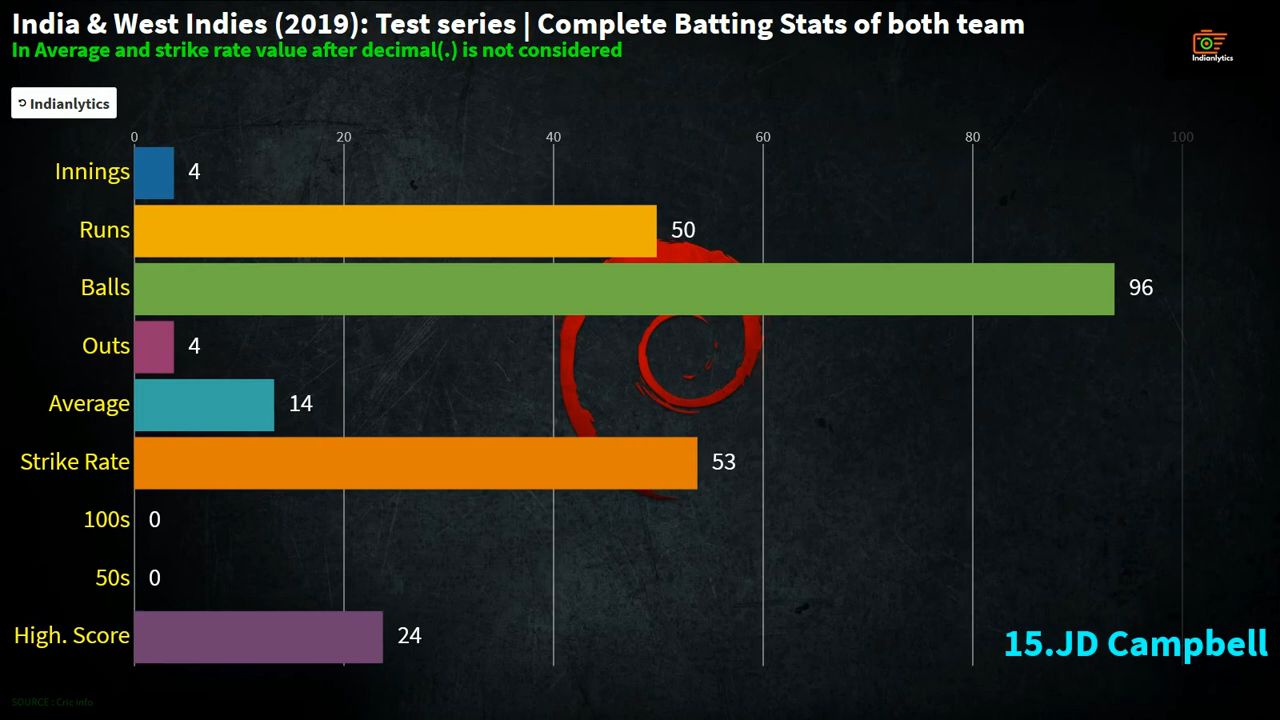 India & West Indies (2019): Test series | Complete Batting Stats of both team
In Average and strike rate value after decimal(.) is not considered
Indianlytics
Indianlytics
0 20 40 60 80 100
Innings 4
Runs 50
Balls 96
Outs 4
Average 14
Strike Rate 53
100s 0
50s 0
High. Score 24
15.JD Campbell
SOURCE : Cric info